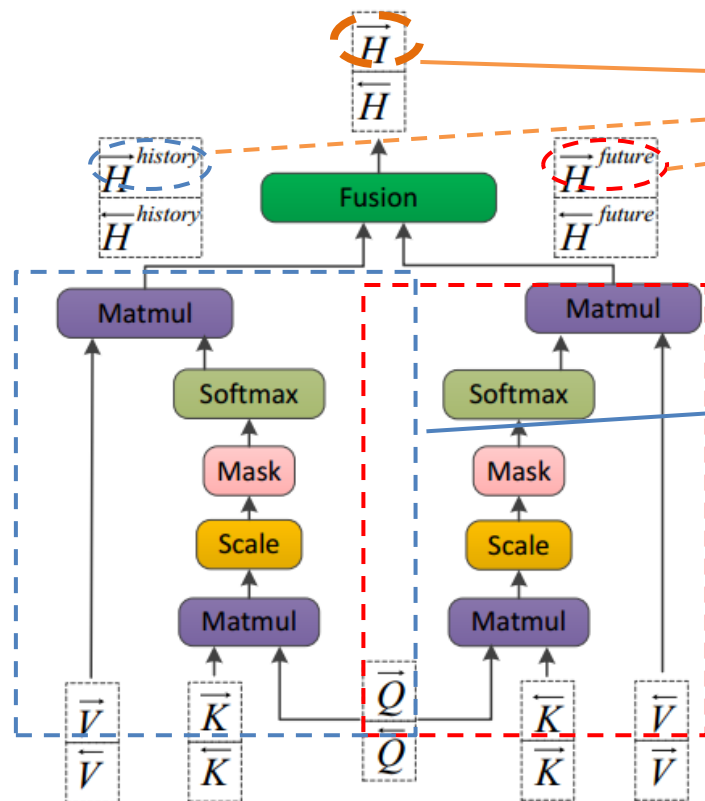 H→
H←
H→ history
H→ future
H← history
H← future
Fusion
Matmul
Matmul
Softmax
Softmax
Mask
Mask
Scale
Scale
Matmul
Matmul
V→
K→
Q→
K←
V←
V←
K←
Q←
K→
V→